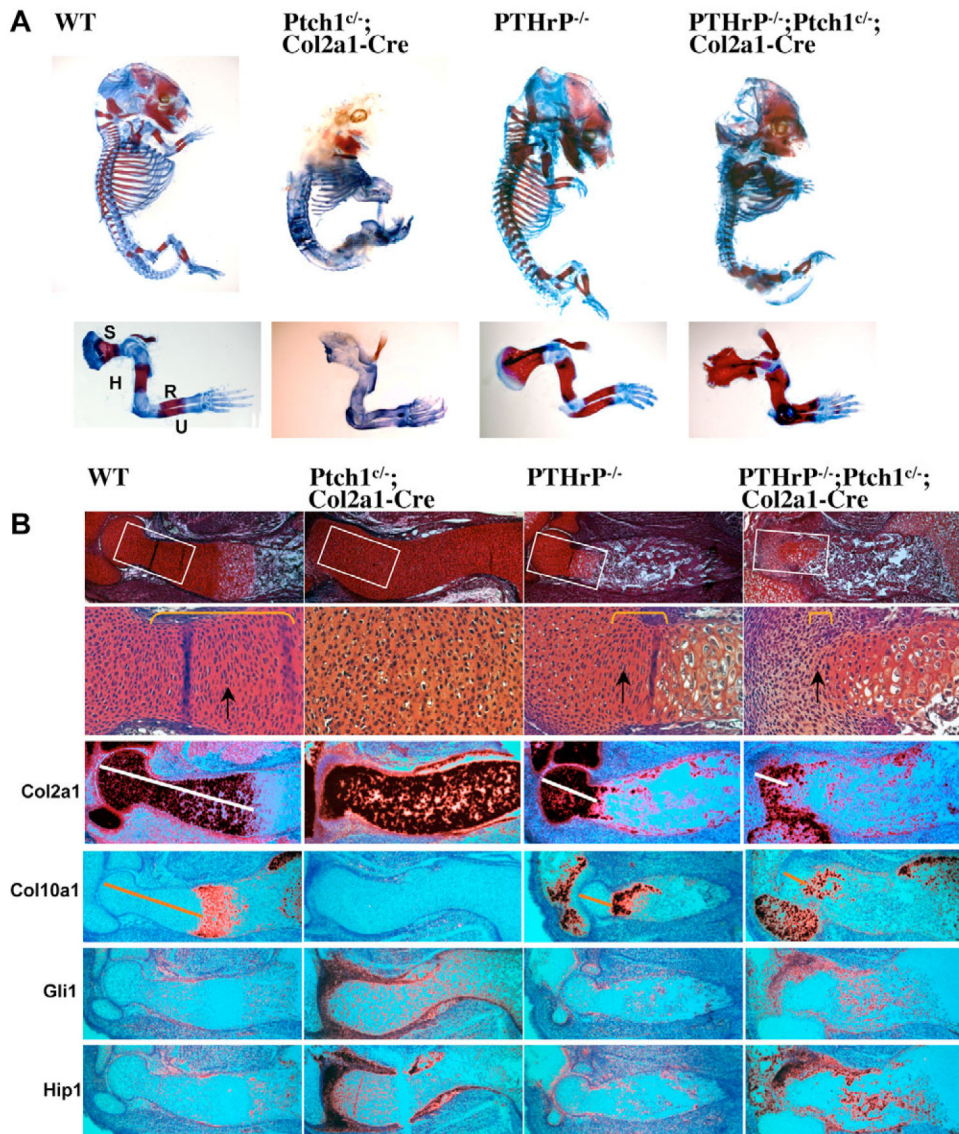 A
WT
Ptch1c/-;
Col2a1-Cre
PTHrP-/-
PTHrP-/-;Ptch1c/-;
Col2a1-Cre
S
H
R
U
B
WT
Ptch1c/-;
Col2a1-Cre
PTHrP-/-
PTHrP-/-;Ptch1c/-;
Col2a1-Cre
Col2a1
Col10a1
Gli1
Hip1